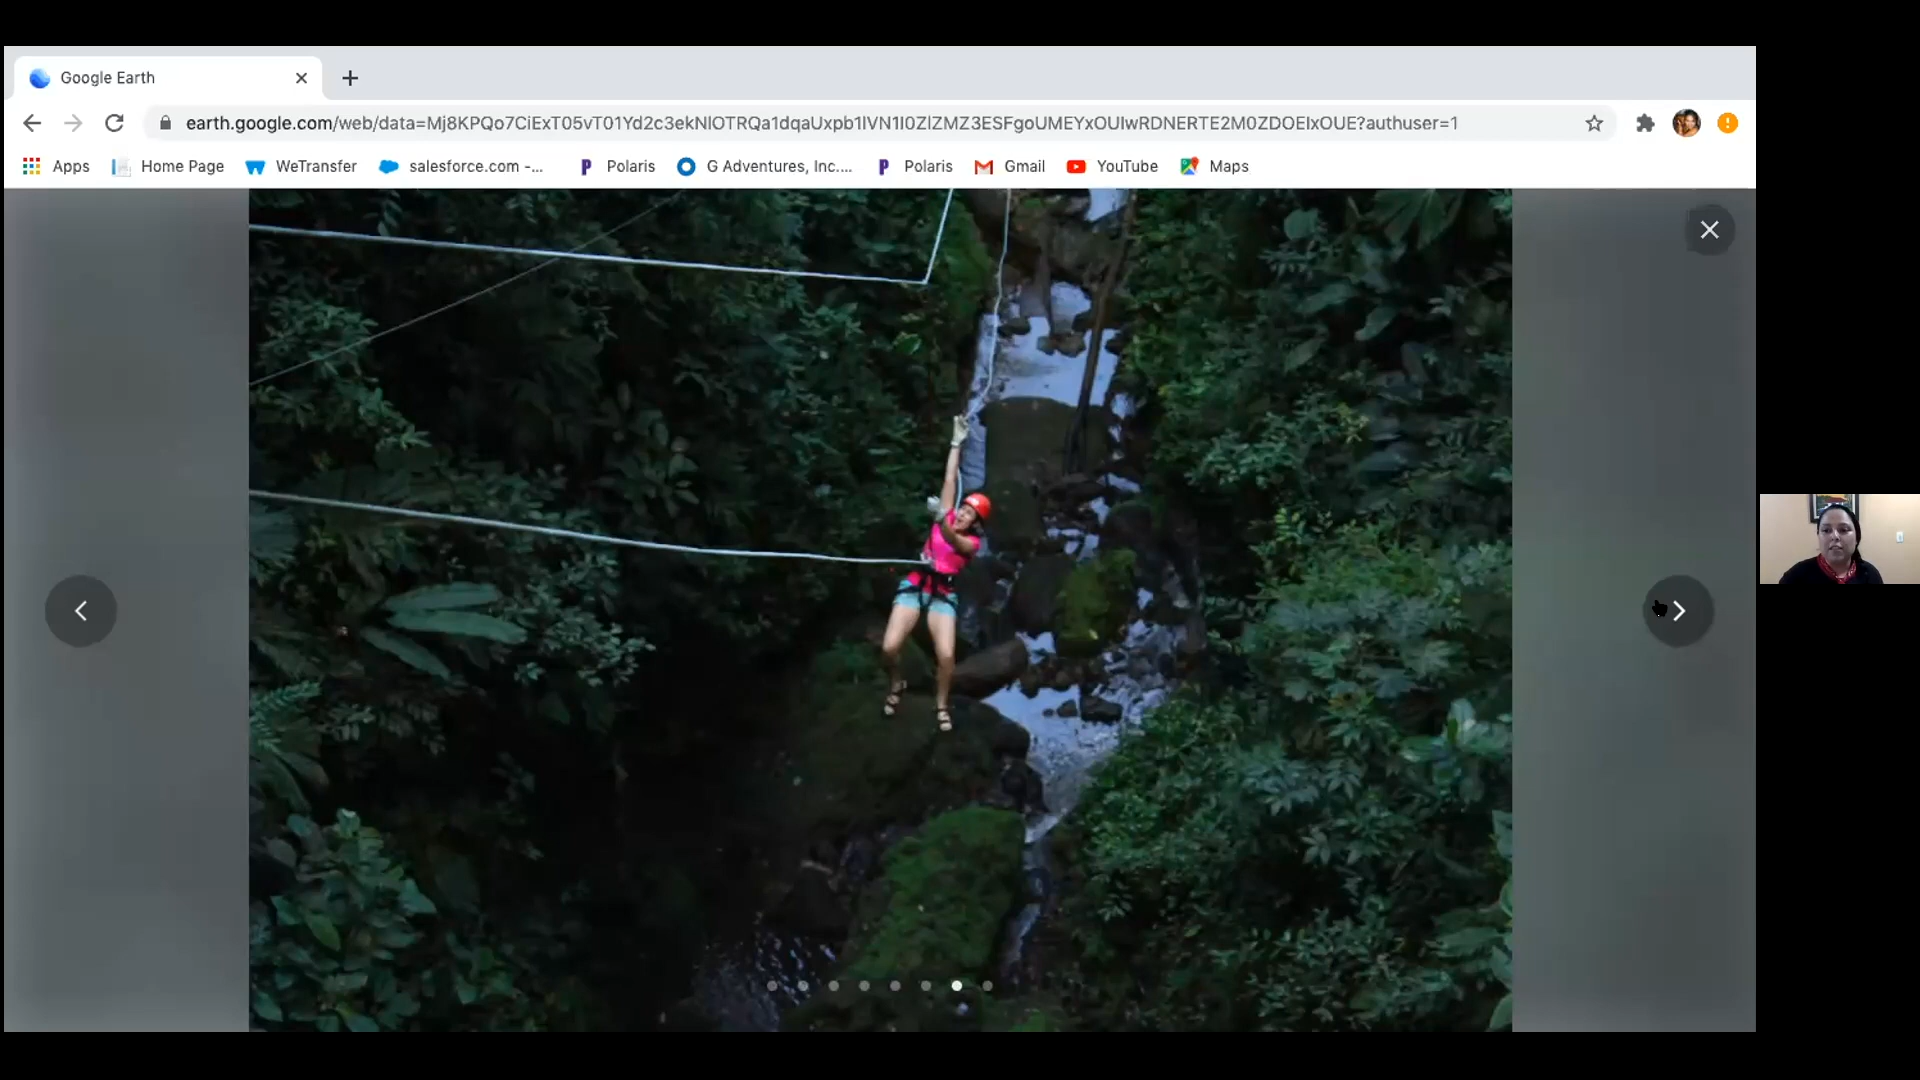 Google Earth
earth.google.com/web/data=Mj8KPQo7CiExT05vT01Yd2c3ekNlOTRQa1dqaUxpb1lVN1I0ZlZMZ3ESFgoUMEYxOUIwRDNERTE2M0ZDOEIxOUE?authuser=1
Apps Home Page WeTransfer salesforce.com -... Polaris G Adventures, Inc.... Polaris Gmail YouTube Maps